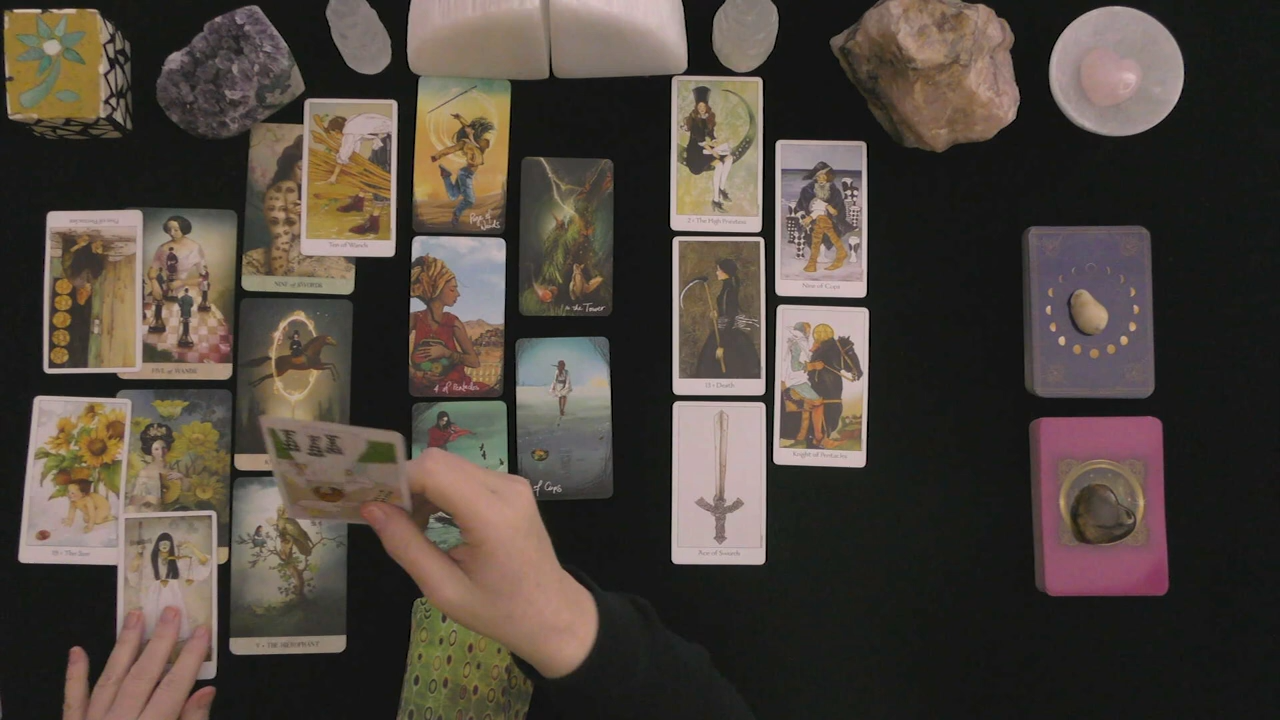 Ten of Wands
NINE of SWORDS
Page of
Wands
2 • The High Priestess
Five of Pentacles
FIVE of WANDS
16 the Tower
Nine of Cups
4 of Pentacles
13 • Death
Knight of Pentacles
of Cups
19 • The Sun
Ace of Swords
V • THE HIEROPHANT